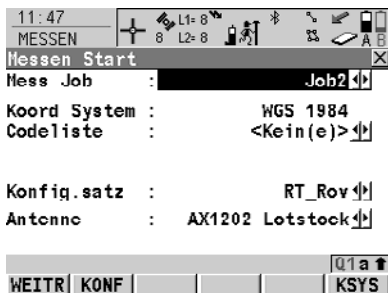 11:47
MESSEN
8
L1= 8
L2= 8
A B
Messen Start
Mess Job : Job2
Koord System : WGS 1984
Codeliste : <Kein(e)>
Konfig.satz : RT_Rov
Antenne : AX1202 Lotstock
Q1 a
WEITR KONF KSYS